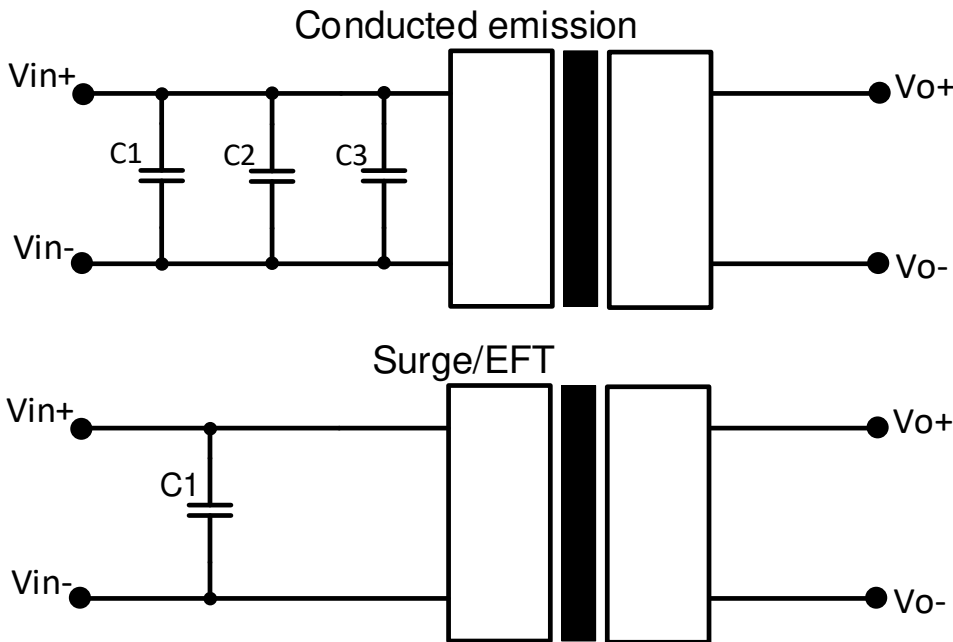 Conducted emission
Vin+
Vo+
C1
C2
C3
Vin-
Vo-
Surge/EFT
Vin+
Vo+
C1
Vin-
Vo-